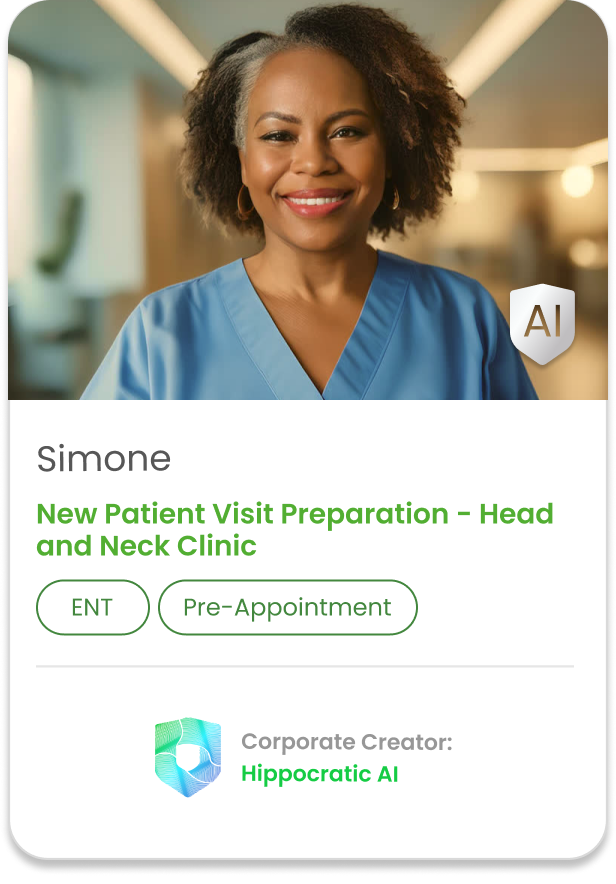 AI
Simone
New Patient Visit Preparation - Head
and Neck Clinic
ENT
Pre-Appointment
Corporate Creator:
Hippocratic AI